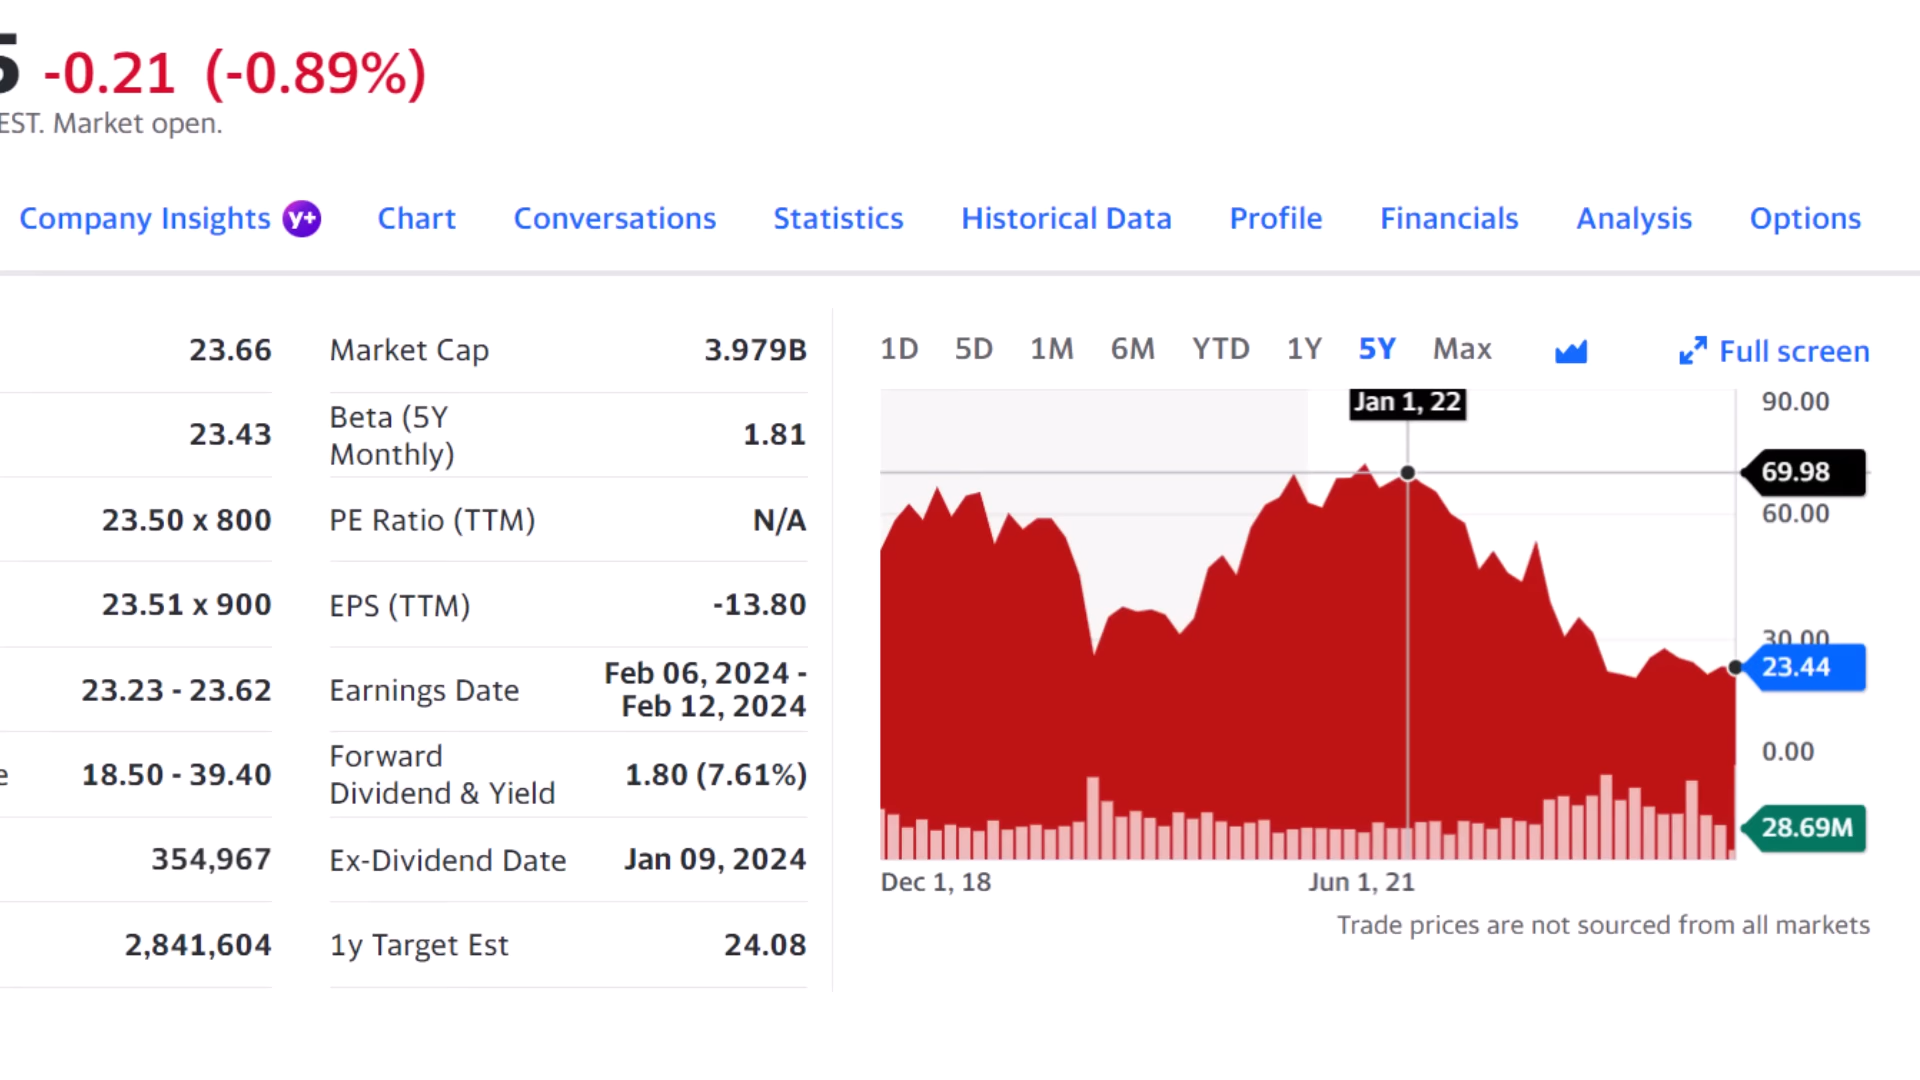 5 -0.21 (-0.89%)
EST. Market open.
Company Insights y+ Chart Conversations Statistics Historical Data Profile Financials Analysis Options
23.66
23.43
23.50 x 800
23.51 x 900
23.23 - 23.62
e 18.50 - 39.40
354,967
2,841,604
Market Cap 3.979B
Beta (5Y
Monthly) 1.81
PE Ratio (TTM) N/A
EPS (TTM) -13.80
Earnings Date Feb 06, 2024 -
Feb 12, 2024
Forward
Dividend & Yield 1.80 (7.61%)
Ex-Dividend Date Jan 09, 2024
1y Target Est 24.08
1D 5D 1M 6M YTD 1Y 5Y Max Full screen
Jan 1, 22
90.00
69.98
60.00
30.00
23.44
0.00
28.69M
Dec 1, 18 Jun 1, 21
Trade prices are not sourced from all markets